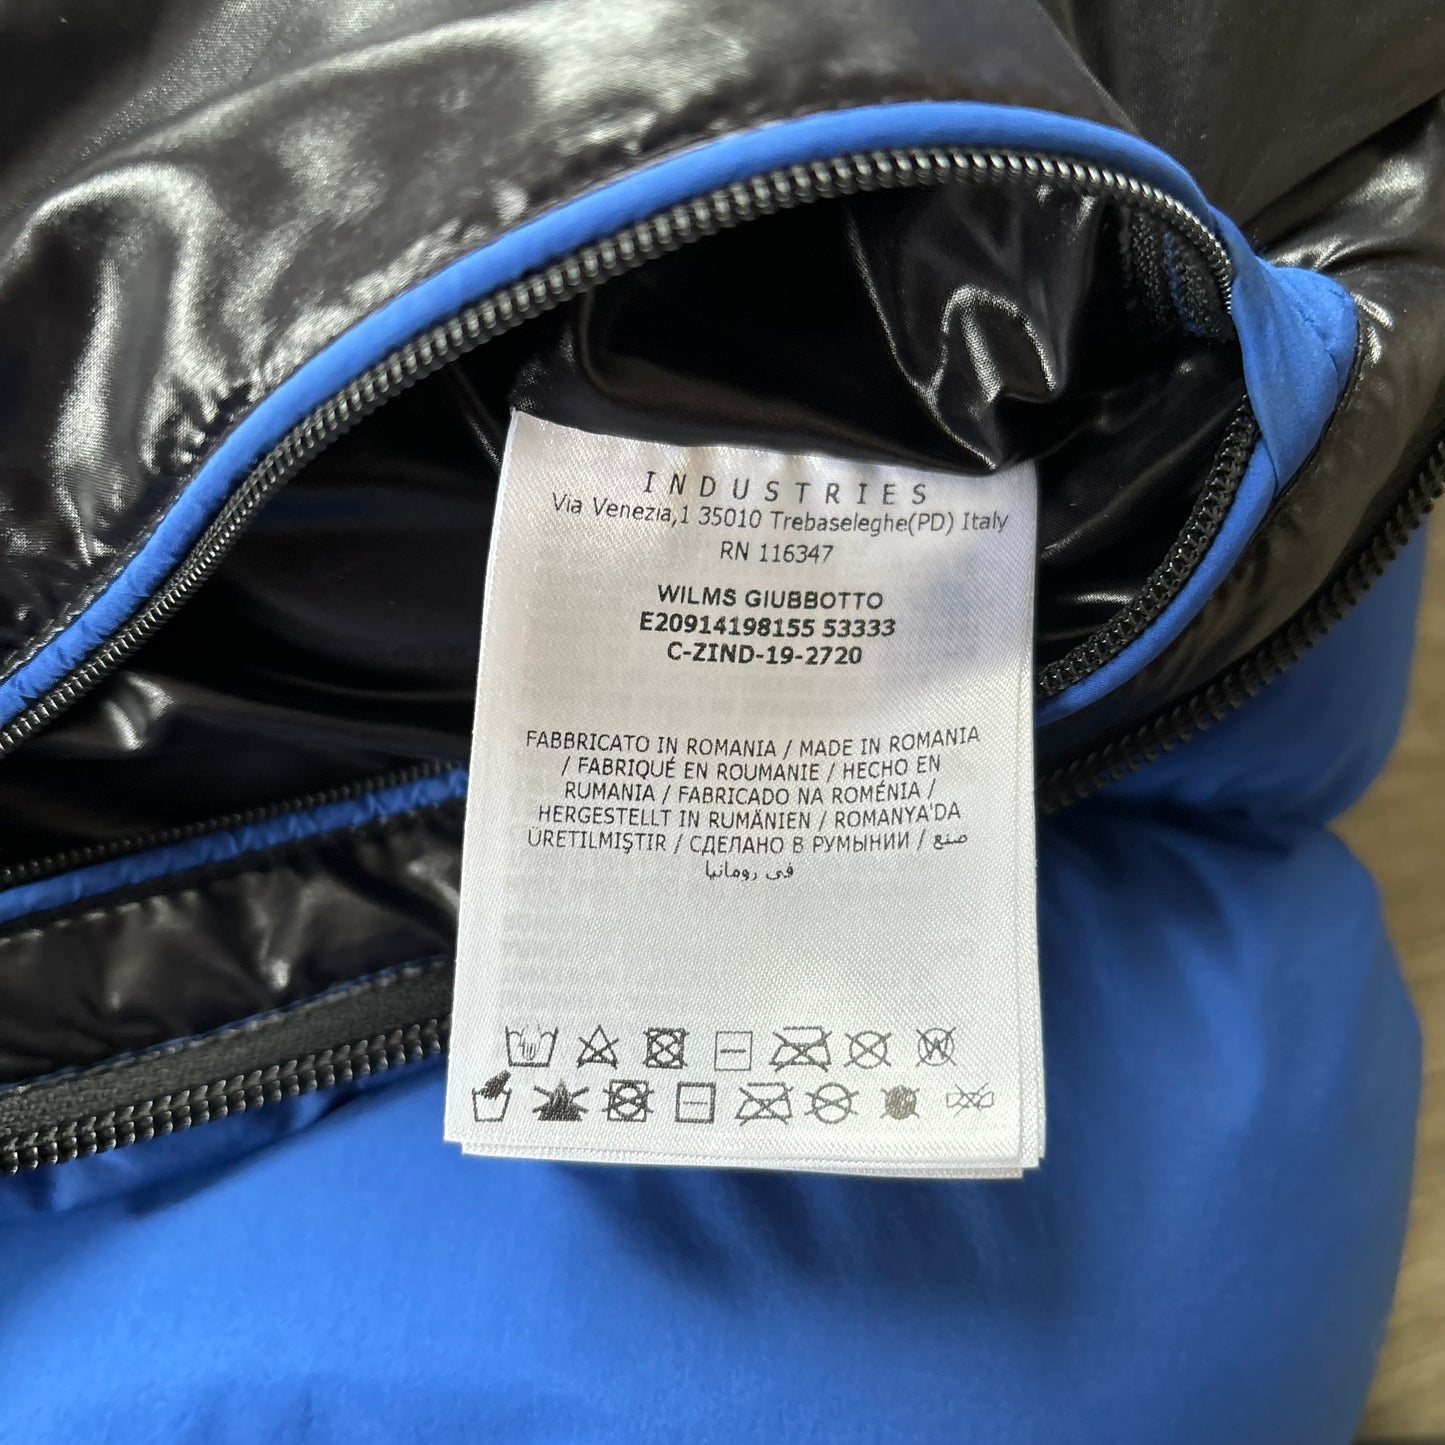 INDUSTRIES
Via Venezia,1 35010 Trebaseleghe(PD) Italy
RN 116347
WILMS GIUBBOTTO
E20914198155 53333
C-ZIND-19-2720
FABBRICATO IN ROMANIA / MADE IN ROMANIA
/ FABRIQUÉ EN ROUMANIE / HECHO EN
RUMANIA / FABRICADO NA ROMÉNIA /
HERGESTELLT IN RUMÄNIEN / ROMANYA'DA
ÜRETILMIŞTIR / СДЕЛАНО В РУМЫНИИ / صنع
في رومانيا